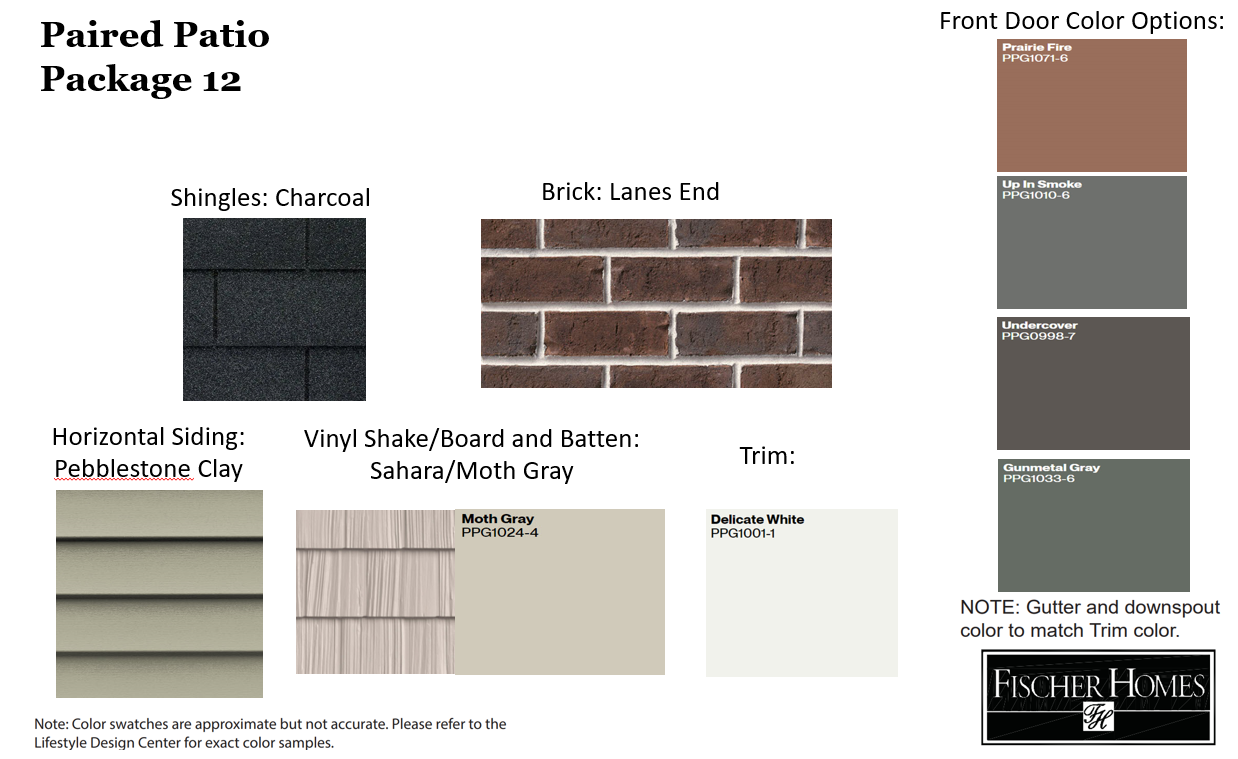 Paired Patio
Package 12
Front Door Color Options:
Prairie Fire
PPG1071-6
Up In Smoke
PPG1010-6
Undercover
PPG0998-7
Gunmetal Gray
PPG1033-6
Shingles: Charcoal
Brick: Lanes End
Horizontal Siding:
Pebblestone Clay
Vinyl Shake/Board and Batten:
Sahara/Moth Gray
Moth Gray
PPG1024-4
Trim:
Delicate White
PPG1001-1
NOTE: Gutter and downspout
color to match Trim color.
FISCHER HOMES
FH
Note: Color swatches are approximate but not accurate. Please refer to the
Lifestyle Design Center for exact color samples.